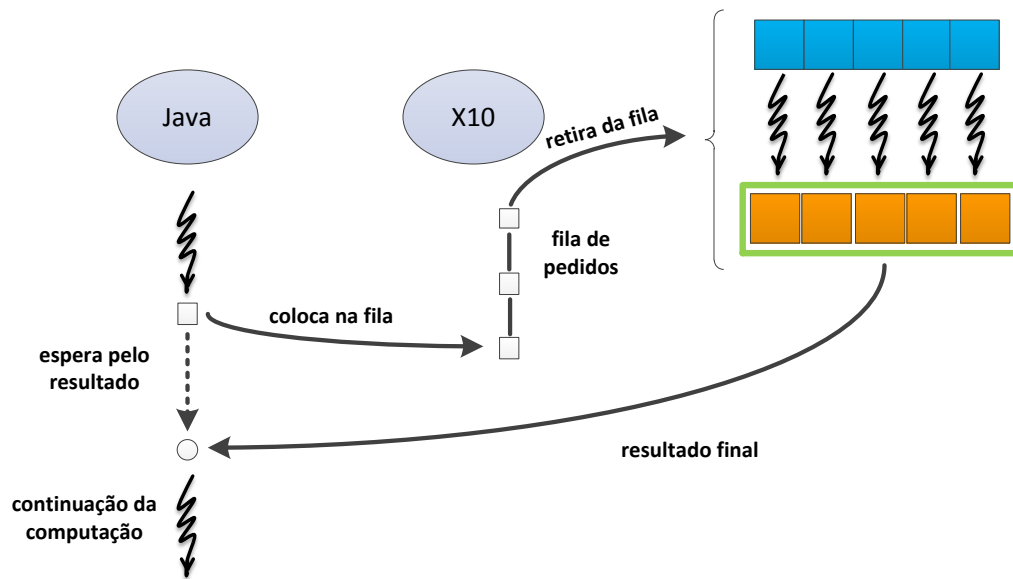 Java
X10
retira da fila
fila de
pedidos
coloca na fila
espera pelo
resultado
resultado final
continuação da
computação